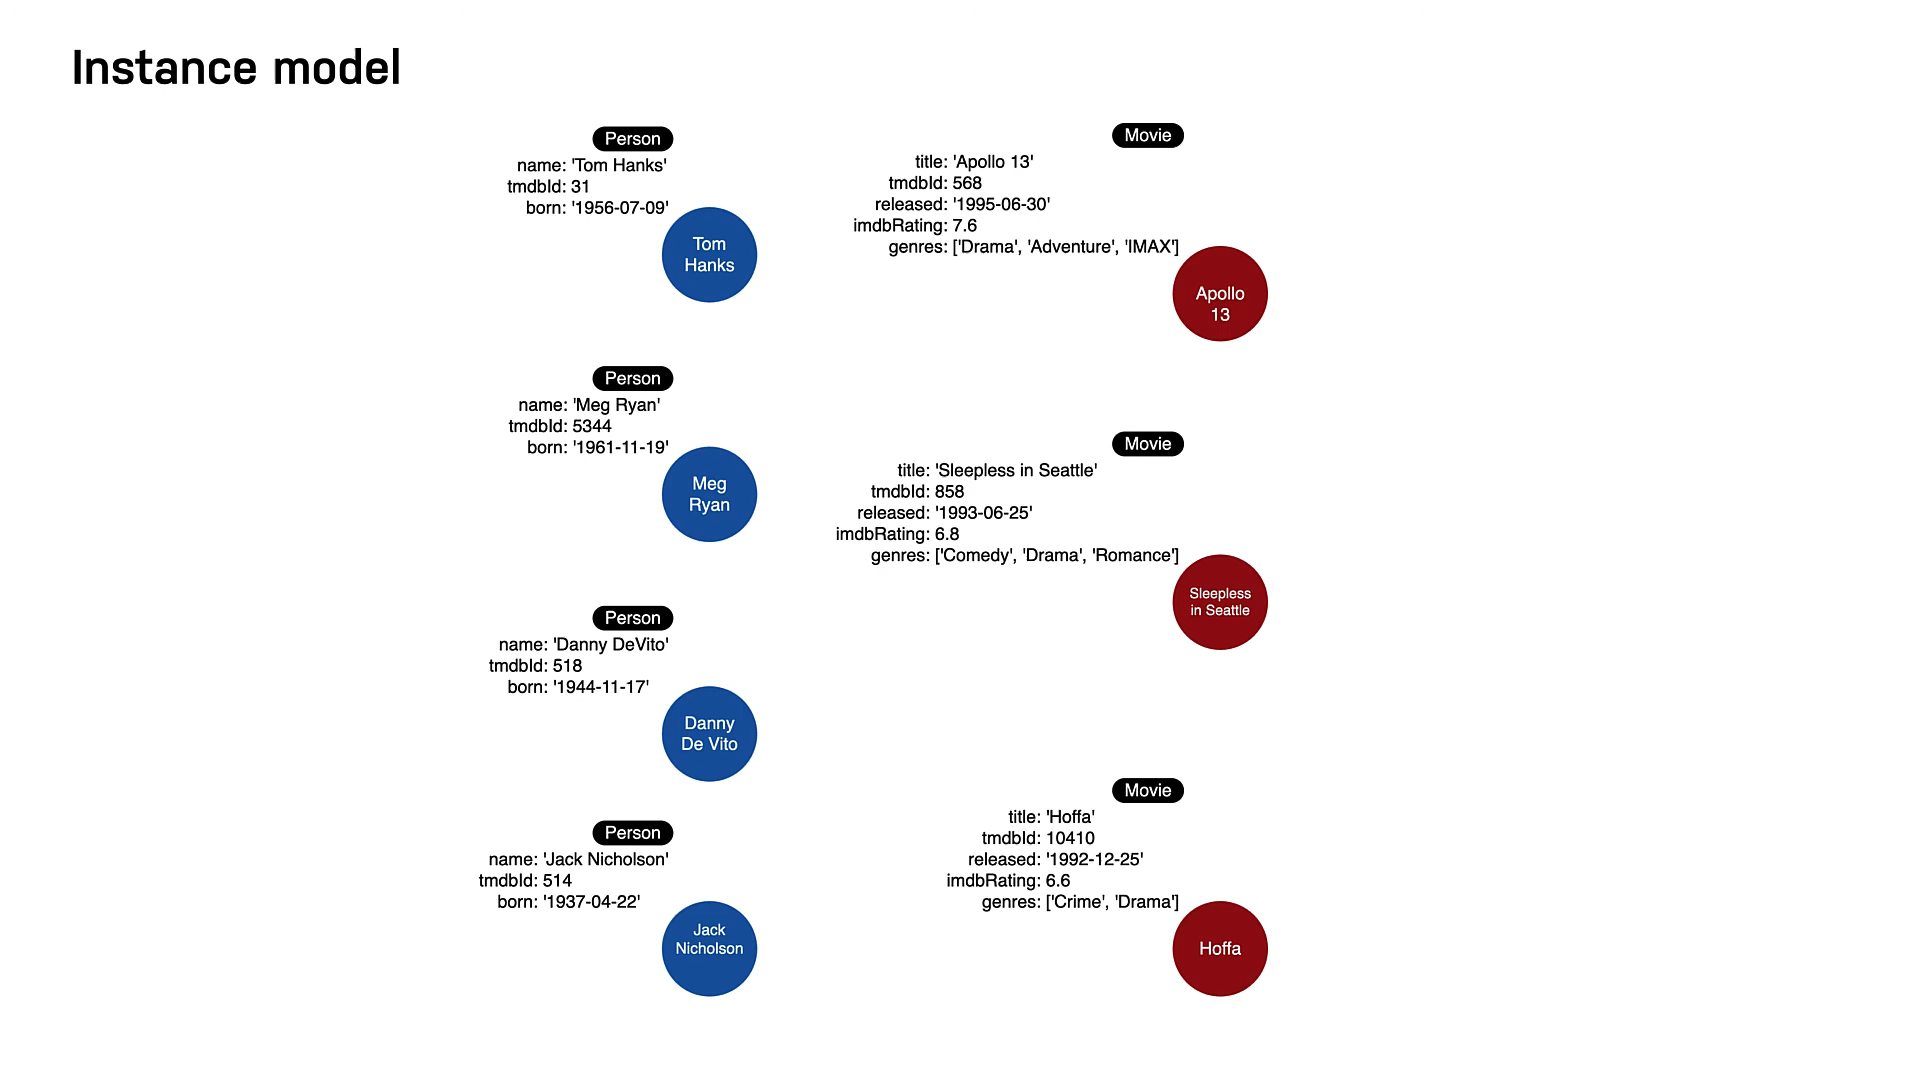 Instance model
Person
name: 'Tom Hanks'
tmdbId: 31
born: '1956-07-09'
Tom
Hanks
Person
name: 'Meg Ryan'
tmdbId: 5344
born: '1961-11-19'
Meg
Ryan
Person
name: 'Danny DeVito'
tmdbId: 518
born: '1944-11-17'
Danny
De Vito
Person
name: 'Jack Nicholson'
tmdbId: 514
born: '1937-04-22'
Jack
Nicholson
Movie
title: 'Apollo 13'
tmdbId: 568
released: '1995-06-30'
imdbRating: 7.6
genres: ['Drama', 'Adventure', 'IMAX']
Apollo
13
Movie
title: 'Sleepless in Seattle'
tmdbId: 858
released: '1993-06-25'
imdbRating: 6.8
genres: ['Comedy', 'Drama', 'Romance']
Sleepless
in Seattle
Movie
title: 'Hoffa'
tmdbId: 10410
released: '1992-12-25'
imdbRating: 6.6
genres: ['Crime', 'Drama']
Hoffa